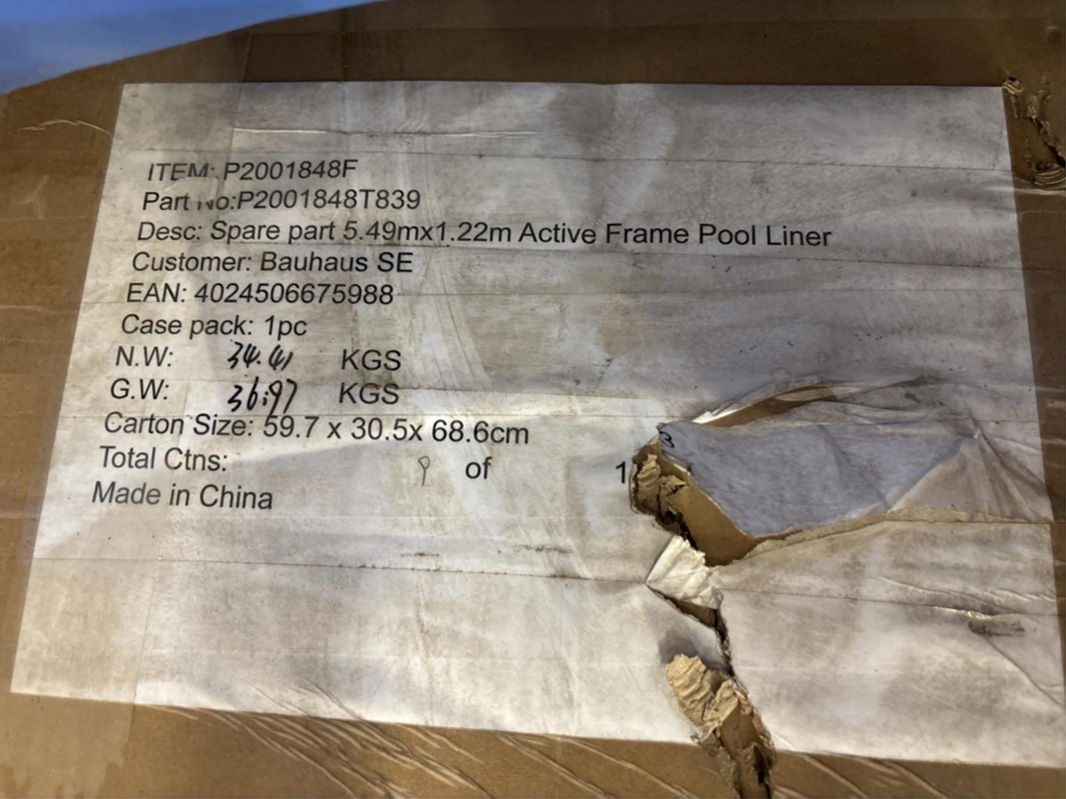 ITEM: P2001848F
Part No:P2001848T839
Desc: Spare part 5.49mx1.22m Active Frame Pool Liner
Customer: Bauhaus SE
EAN: 4024506675988
Case pack: 1pc
N.W: 34.41 KGS
G.W: 36.97 KGS
Carton Size: 59.7 x 30.5x 68.6cm
Total Ctns: 9 of
Made in China